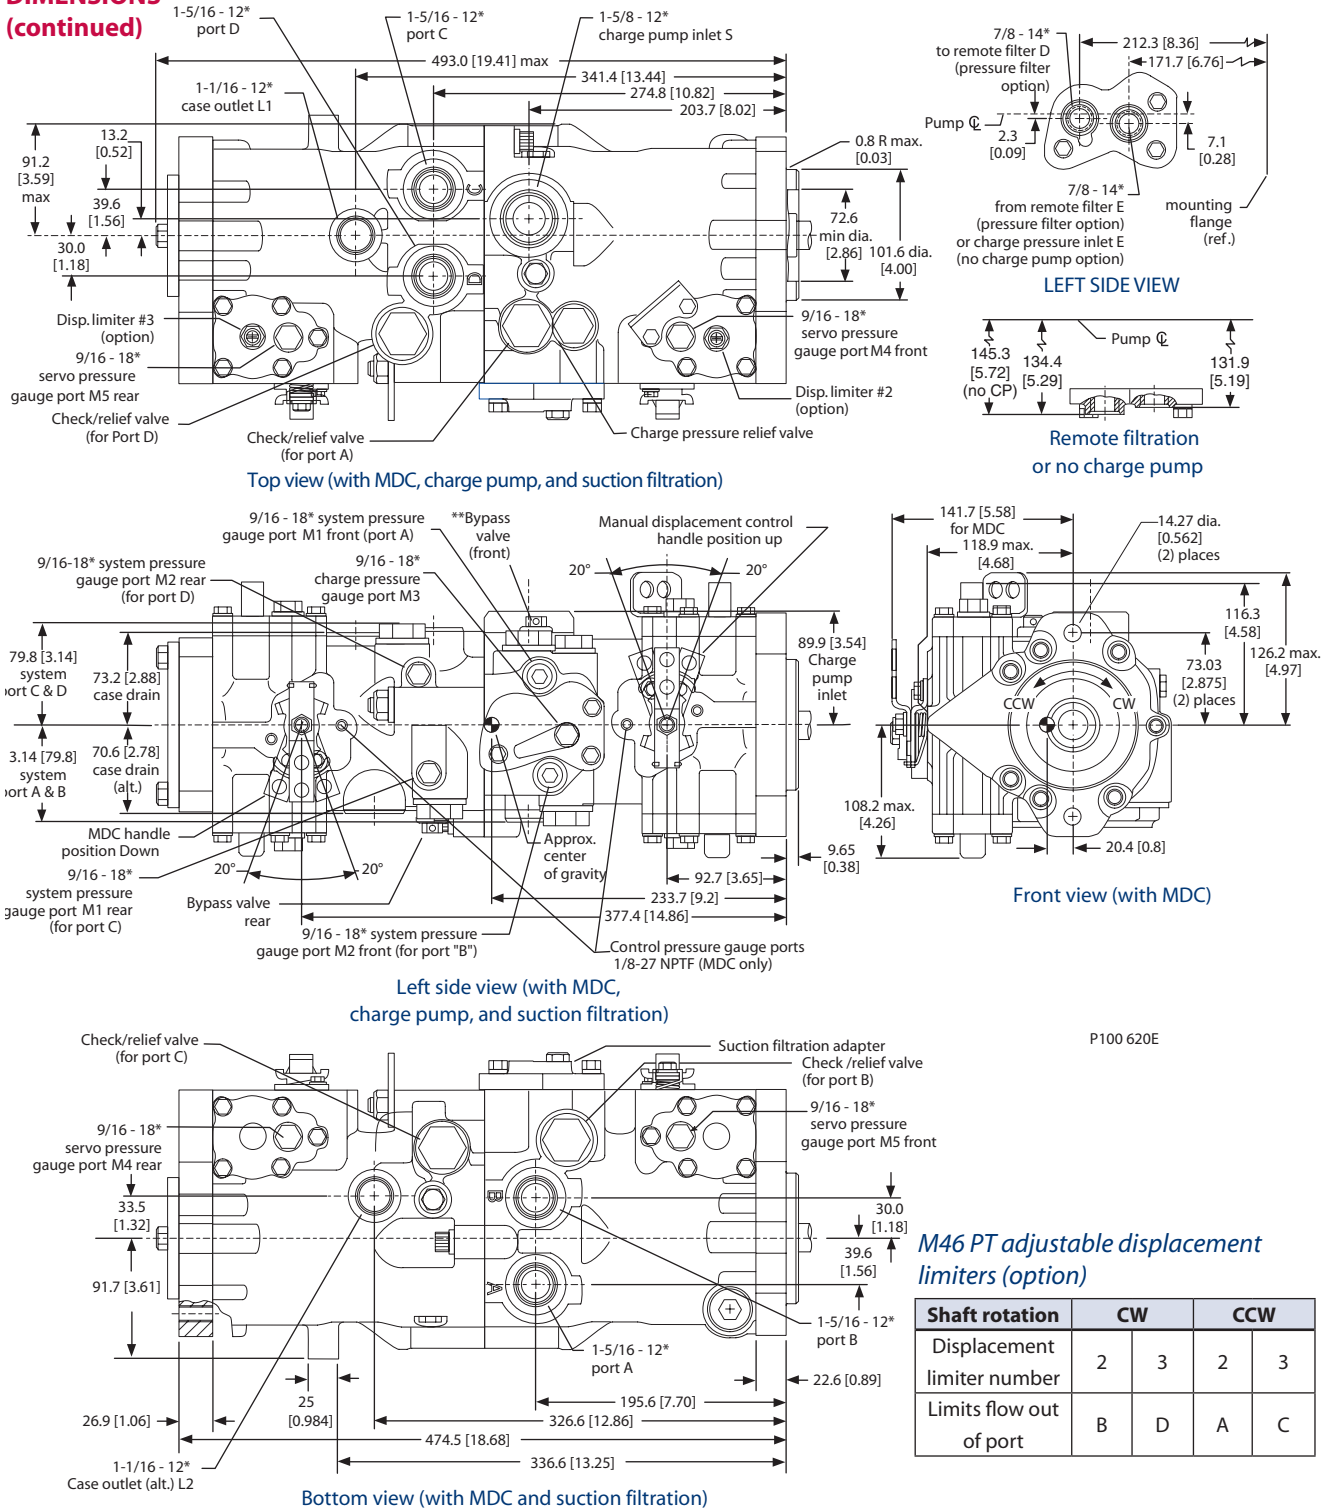 DIMENSIONS
(continued)
1-5/16 - 12*
port D
1-5/16 - 12*
port C
1-5/8 - 12*
charge pump inlet S
493.0 [19.41] max
341.4 [13.44]
274.8 [10.82]
203.7 [8.02]
1-1/16 - 12*
case outlet L1
13.2
[0.52]
91.2
[3.59]
max
39.6
[1.56]
30.0
[1.18]
0.8 R max.
[0.03]
72.6
min dia.
[2.86]
101.6 dia.
[4.00]
C
D
Disp. limiter #3
(option)
9/16 - 18*
servo pressure
gauge port M5 rear
Check/relief valve
(for Port D)
Check/relief valve
(for port A)
9/16 - 18*
servo pressure
gauge port M4 front
Disp. limiter #2
(option)
Charge pressure relief valve
Top view (with MDC, charge pump, and suction filtration)
7/8 - 14*
to remote filter D
(pressure filter
option)
212.3 [8.36]
171.7 [6.76]
Pump ℄
2.3
[0.09]
7.1
[0.28]
7/8 - 14*
from remote filter E
(pressure filter option)
or charge pressure inlet E
(no charge pump option)
mounting
flange
(ref.)
LEFT SIDE VIEW
Pump ℄
145.3
[5.72]
(no CP)
134.4
[5.29]
131.9
[5.19]
Remote filtration
or no charge pump
9/16 - 18* system pressure
gauge port M1 front (port A)
**Bypass
valve
(front)
Manual displacement control
handle position up
9/16-18* system pressure
gauge port M2 rear
(for port D)
9/16 - 18*
charge pressure
gauge port M3
20°
20°
79.8 [3.14]
system
port C & D
73.2 [2.88]
case drain
89.9 [3.54]
Charge
pump
inlet
3.14 [79.8]
system
port A & B
70.6 [2.78]
case drain
(alt.)
MDC handle
position Down
9/16 - 18*
system pressure
gauge port M1 rear
(for port C)
20°
20°
Bypass valve
rear
Approx.
center
of gravity
9.65
[0.38]
92.7 [3.65]
233.7 [9.2]
377.4 [14.86]
9/16 - 18* system pressure
gauge port M2 front (for port "B")
Control pressure gauge ports
1/8-27 NPTF (MDC only)
Left side view (with MDC,
charge pump, and suction filtration)
141.7 [5.58]
for MDC
118.9 max.
[4.68]
14.27 dia.
[0.562]
(2) places
116.3
[4.58]
126.2 max.
[4.97]
73.03
[2.875]
(2) places
CCW
CW
108.2 max.
[4.26]
20.4 [0.8]
Front view (with MDC)
P100 620E
Check/relief valve
(for port C)
Suction filtration adapter
Check /relief valve
(for port B)
9/16 - 18*
servo pressure
gauge port M4 rear
9/16 - 18*
servo pressure
gauge port M5 front
33.5
[1.32]
91.7 [3.61]
B
A
30.0
[1.18]
39.6
[1.56]
1-5/16 - 12*
port B
1-5/16 - 12*
port A
22.6 [0.89]
26.9 [1.06]
25
[0.984]
195.6 [7.70]
326.6 [12.86]
474.5 [18.68]
336.6 [13.25]
1-1/16 - 12*
Case outlet (alt.) L2
Bottom view (with MDC and suction filtration)
M46 PT adjustable displacement
limiters (option)
Shaft rotation CW CCW
Displacement
limiter number 2 3 2 3
Limits flow out
of port B D A C